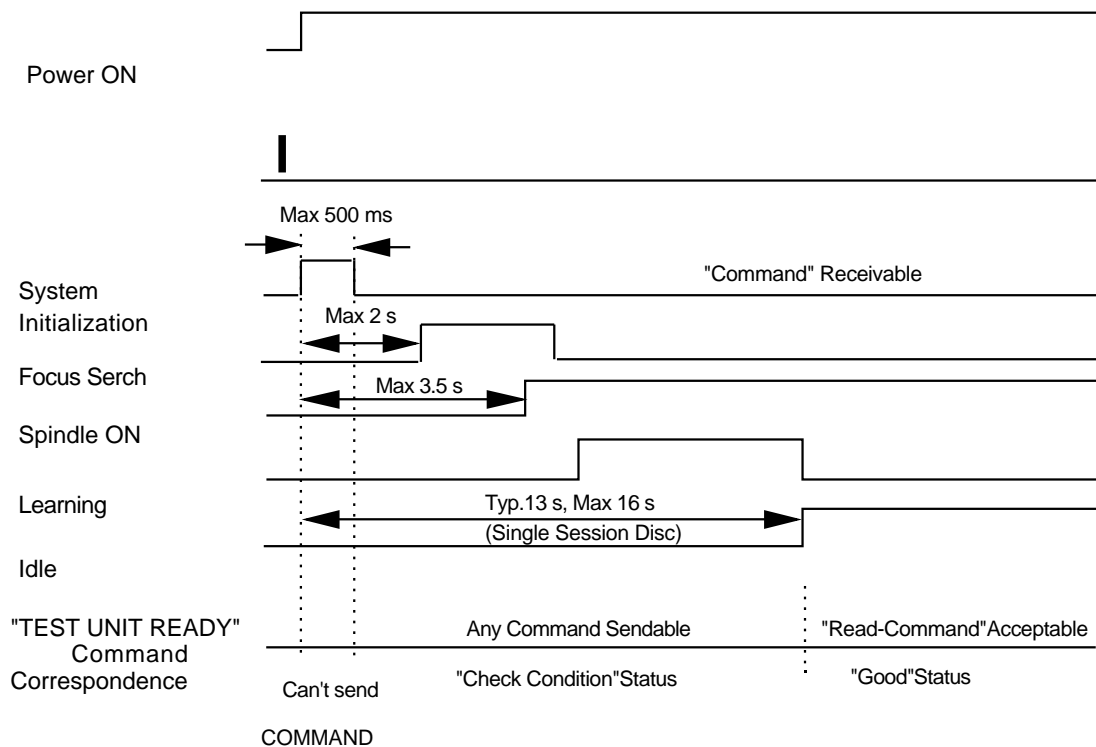 Power ON
Max 500 ms
"Command" Receivable
System
Initialization
Max 2 s
Focus Serch
Max 3.5 s
Spindle ON
Learning
Typ.13 s, Max 16 s
(Single Session Disc)
Idle
"TEST UNIT READY"
Command
Correspondence
Any Command Sendable
"Read-Command"Acceptable
Can't send
"Check Condition"Status
"Good"Status
COMMAND